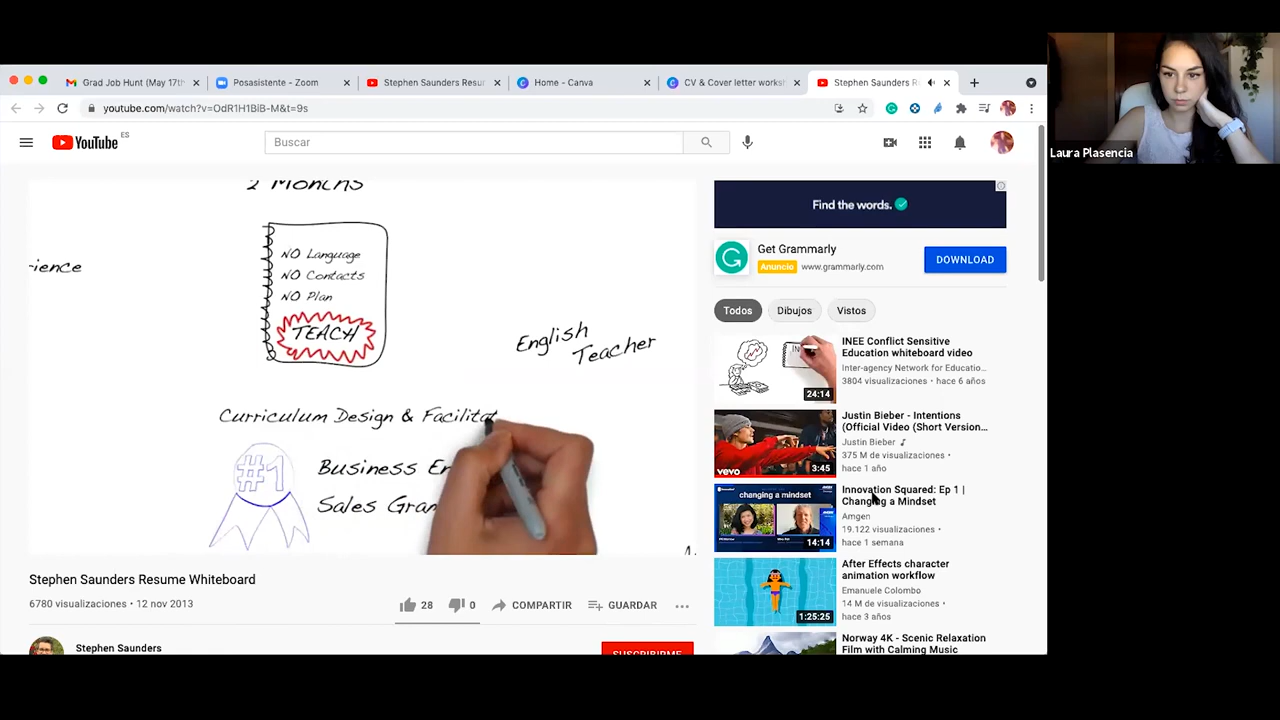 Grad Job Hunt (May 17th
Posasistente - Zoom
Stephen Saunders Resum
Home - Canva
CV & Cover letter worksh
Stephen Saunders Re
youtube.com/watch?v=OdR1H1BiB-M&t=9s
YouTube ES
Buscar
2 Months
NO Language
NO Contacts
NO Plan
TEACH
-ience
English
Teacher
Curriculum Design & Facilitat
#1
Business En
Sales Gran
Stephen Saunders Resume Whiteboard
6780 visualizaciones • 12 nov 2013
28
0
COMPARTIR
GUARDAR
Stephen Saunders
SUSCRIBIRME
Find the words.
Get Grammarly
Anuncio www.grammarly.com
DOWNLOAD
Todos
Dibujos
Vistos
24:14
INEE Conflict Sensitive
Education whiteboard video
Inter-agency Network for Educatio...
3804 visualizaciones • hace 6 años
vevo
3:45
Justin Bieber - Intentions
(Official Video (Short Version...
Justin Bieber
375 M de visualizaciones •
hace 1 año
changing a mindset
14:14
Innovation Squared: Ep 1 |
Changing a Mindset
Amgen
19.122 visualizaciones •
hace 1 semana
1:25:25
After Effects character
animation workflow
Emanuele Colombo
14 M de visualizaciones •
hace 3 años
Norway 4K - Scenic Relaxation
Film with Calming Music
Laura Plasencia